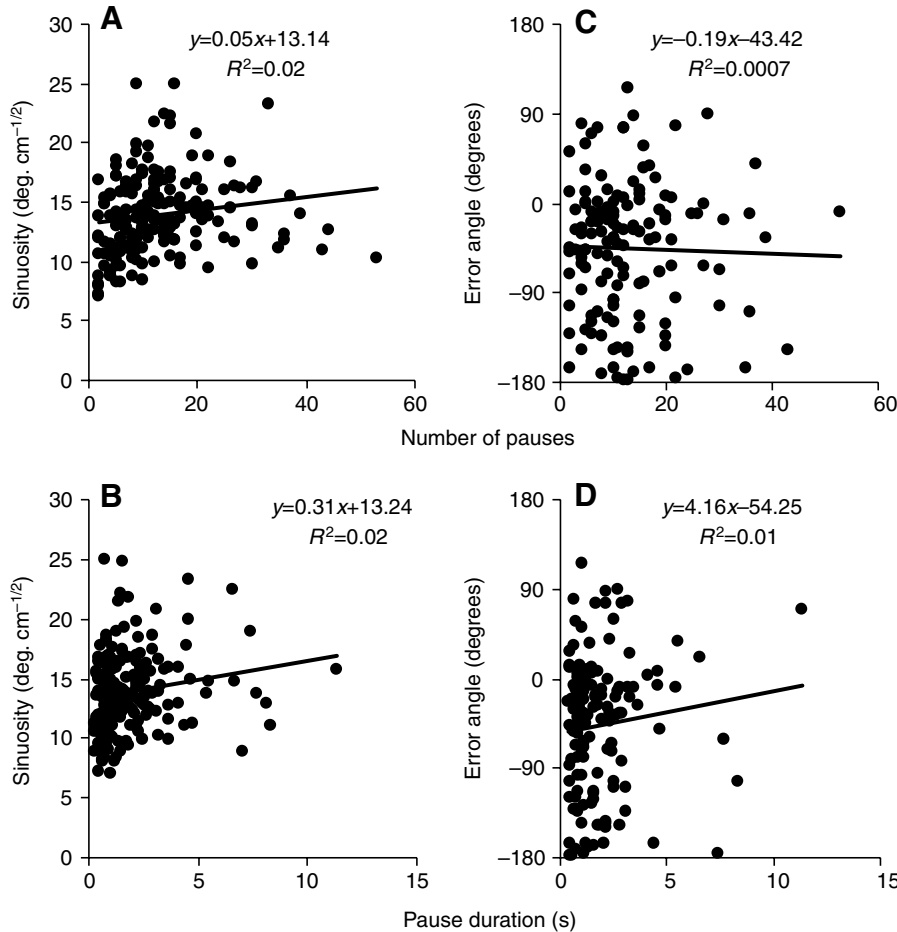 A
y=0.05x+13.14
R²=0.02
30
25
20
15
10
5
0
Sinuosity (deg. cm⁻¹/²)
0 20 40 60
C
y=–0.19x–43.42
R²=0.0007
180
90
0
–90
–180
Error angle (degrees)
0 20 40 60
Number of pauses
B
y=0.31x+13.24
R²=0.02
30
25
20
15
10
5
0
Sinuosity (deg. cm⁻¹/²)
0 5 10 15
D
y=4.16x–54.25
R²=0.01
180
90
0
–90
–180
Error angle (degrees)
0 5 10 15
Pause duration (s)